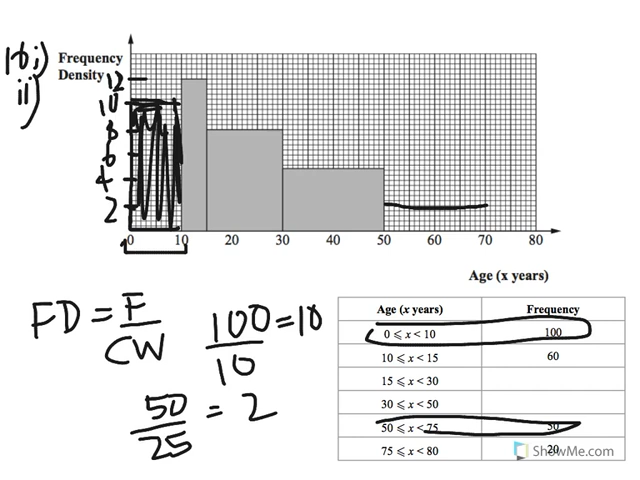 16i)
ii)
Frequency
Density
12
10
8
6
4
2
0 10 20 30 40 50 60 70 80
Age (x years)
FD = F/CW
100/10 = 10
50/25 = 2
Age (x years) Frequency
0 ⩽ x < 10 100
10 ⩽ x < 15 60
15 ⩽ x < 30
30 ⩽ x < 50
50 ⩽ x < 75 50
75 ⩽ x < 80 20
ShowMe.com